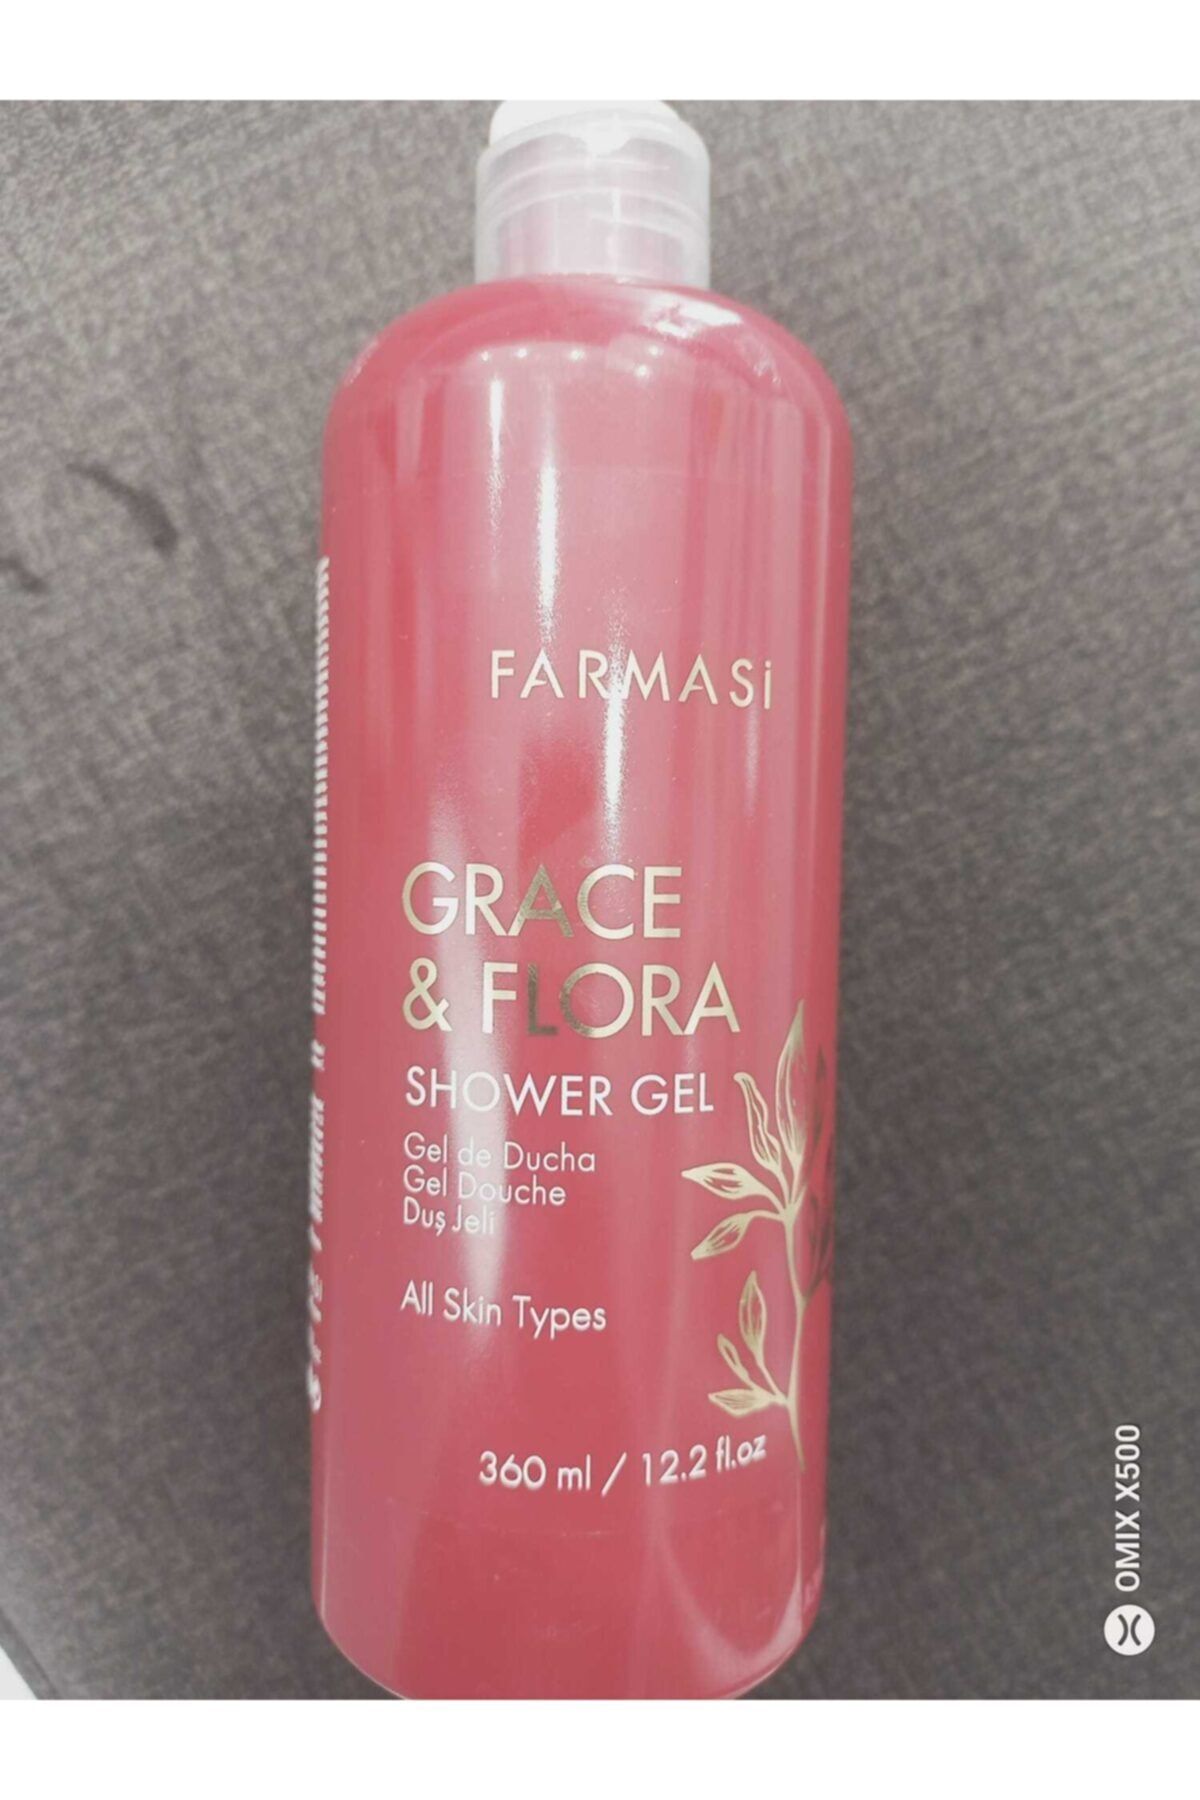 FARMASi
GRACE
& FLORA
SHOWER GEL
Gel de Ducha
Gel Douche
Duş Jeli
All Skin Types
360 ml / 12.2 fl.oz
OMIX X500